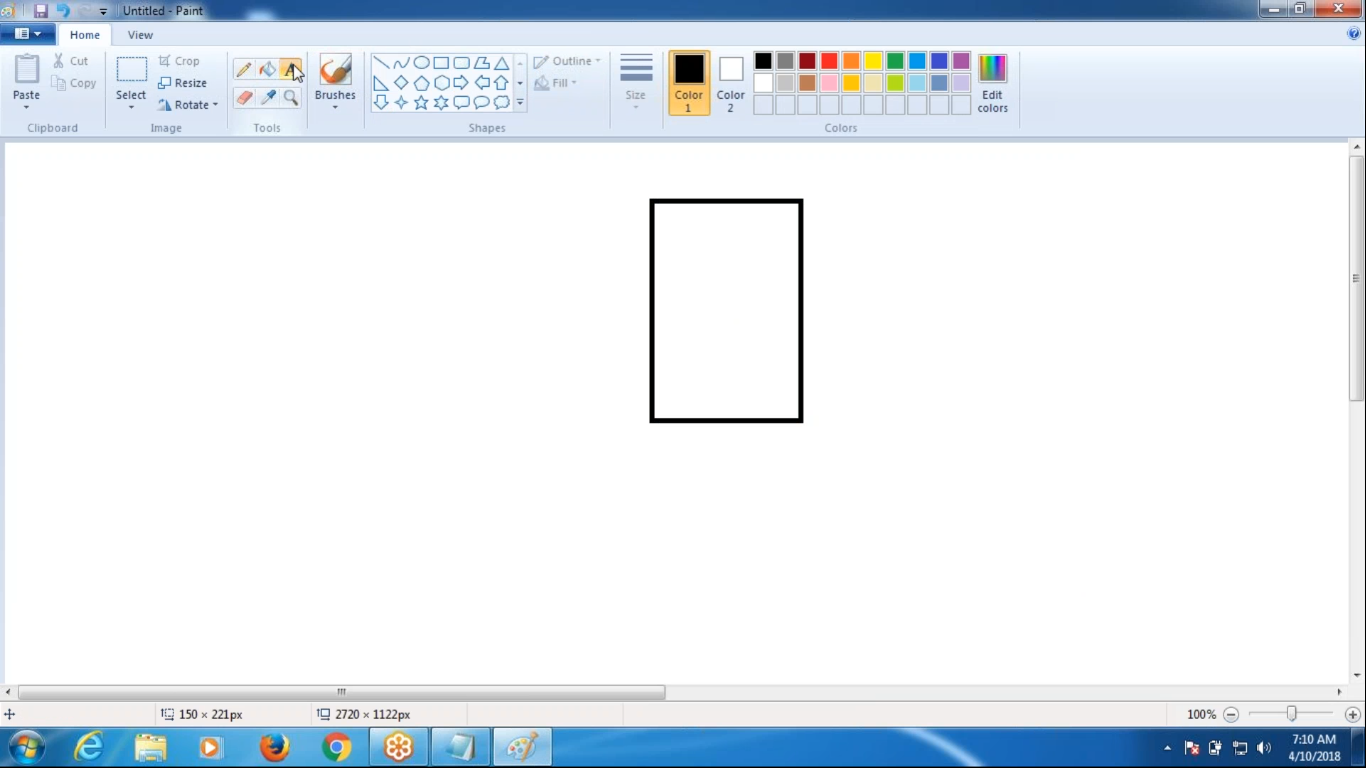 Untitled - Paint
Home View
Cut
Copy
Paste
Clipboard
Select
Crop
Resize
Rotate
Image
A
Tools
Brushes
Outline
Fill
Shapes
Size
Color 1
Color 2
Edit colors
Colors
150 × 221px
2720 × 1122px
100%
7:10 AM
4/10/2018